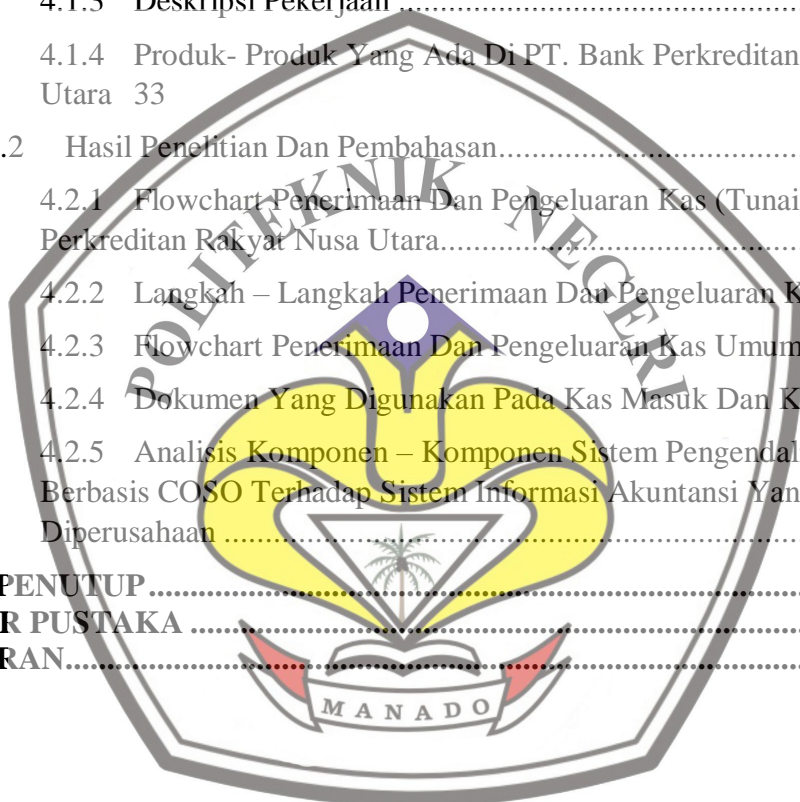 4.1.3 Deskripsi Pekerjaan ..........
4.1.4 Produk- Produk Yang Ada Di PT. Bank Perkreditan
Utara 33
.2 Hasil Penelitian Dan Pembahasan..........
4.2.1 Flowchart Penerimaan Dan Pengeluaran Kas (Tunai
Perkreditan Rakyat Nusa Utara..........
4.2.2 Langkah – Langkah Penerimaan Dan Pengeluaran K
4.2.3 Flowchart Penerimaan Dan Pengeluaran Kas Umum
4.2.4 Dokumen Yang Digunakan Pada Kas Masuk Dan K
4.2.5 Analisis Komponen – Komponen Sistem Pengendal
Berbasis COSO Terhadap Sistem Informasi Akuntansi Yan
Diperusahaan ..........
PENUTUP..........
R PUSTAKA ..........
RAN..........
POLITEKNIK NEGERI
MANADO